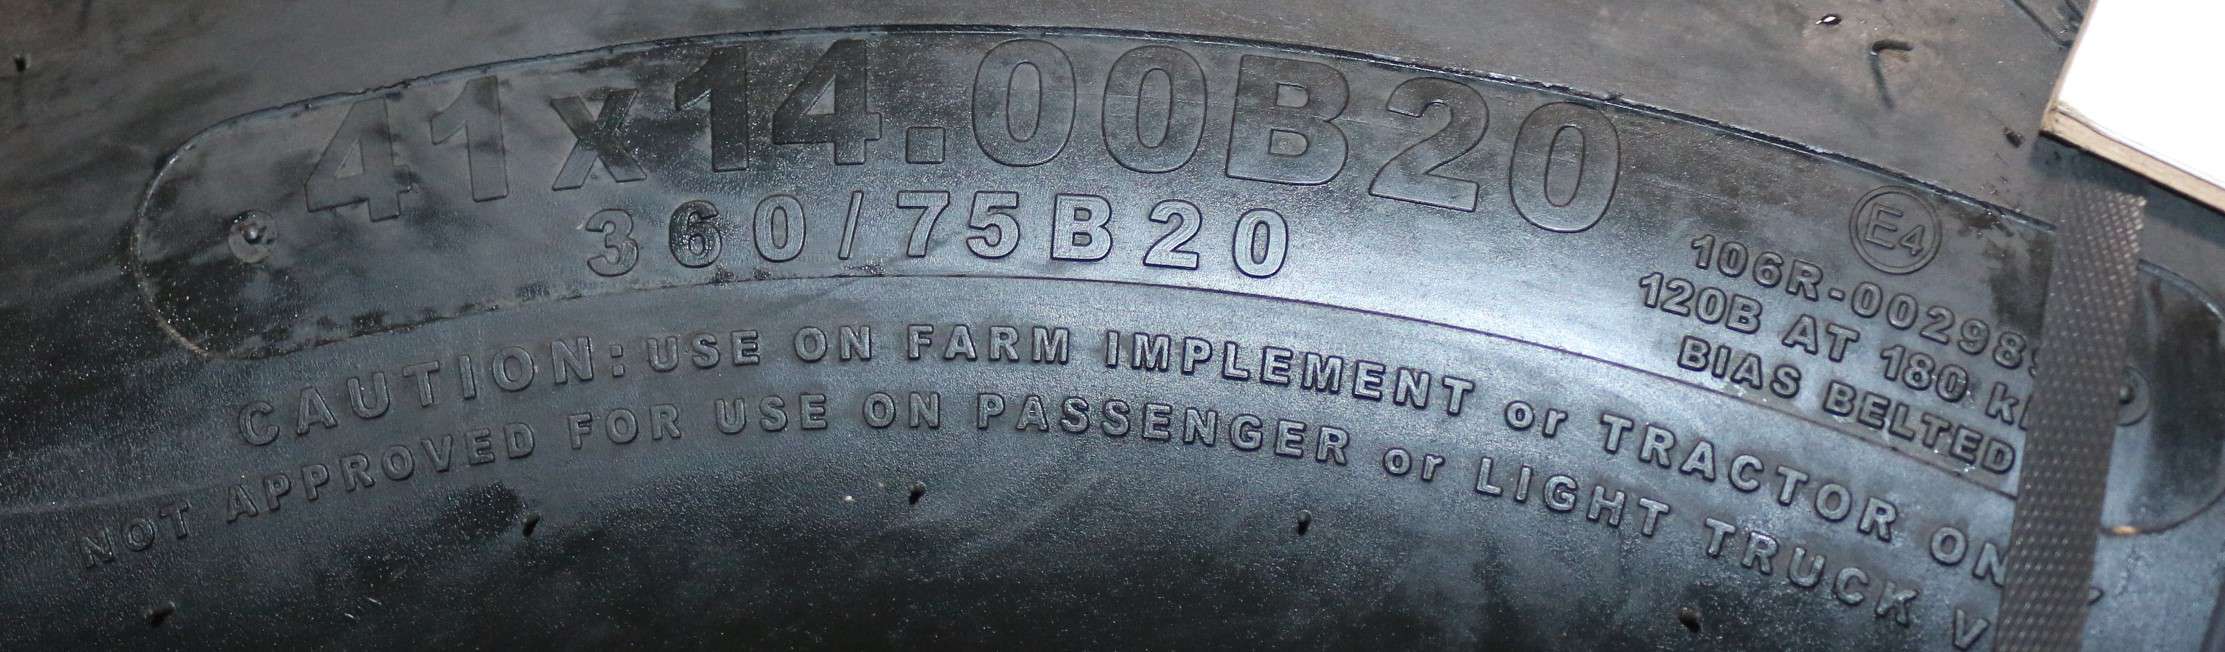 41X14.00B20
360/75B20
E4
106R-00298
120B AT 180 k
BIAS BELTED
CAUTION: USE ON FARM IMPLEMENT or TRACTOR ON
NOT APPROVED FOR USE ON PASSENGER or LIGHT TRUCK V